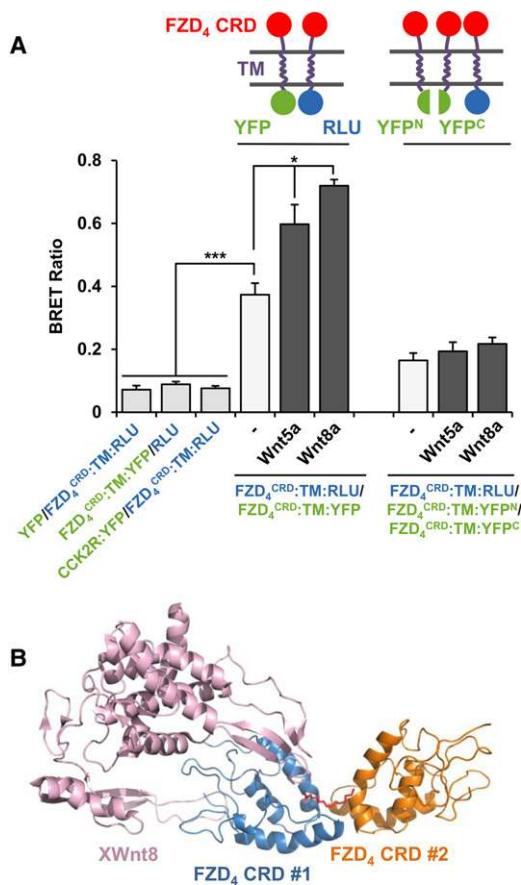 A
FZD₄ CRD
TM
YFP RLU YFPᴺ YFPᶜ
BRET Ratio
0.8
0.6
0.4
0.2
0
***
*
YFP/FZD₄ᶜᴿᴰ:TM:RLU
FZD₄ᶜᴿᴰ:TM:YFP/RLU
CCK2R:YFP/FZD₄ᶜᴿᴰ:TM:RLU
-
Wnt5a
Wnt8a
FZD₄ᶜᴿᴰ:TM:RLU/
FZD₄ᶜᴿᴰ:TM:YFP
-
Wnt5a
Wnt8a
FZD₄ᶜᴿᴰ:TM:RLU/
FZD₄ᶜᴿᴰ:TM:YFPᴺ/
FZD₄ᶜᴿᴰ:TM:YFPᶜ
B
XWnt8
FZD₄ CRD #1
FZD₄ CRD #2